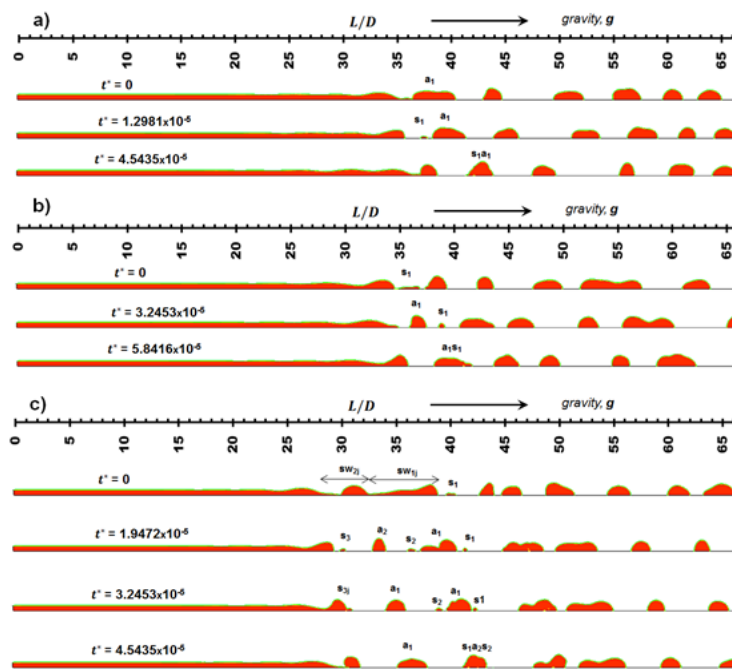 a)
L/D
gravity, g
0 5 10 15 20 25 30 35 40 45 50 55 60 65
t* = 0
a₁
t* = 1.2981x10⁻⁵
s₁ a₁
t* = 4.5435x10⁻⁵
s₁a₁
b)
L/D
gravity, g
0 5 10 15 20 25 30 35 40 45 50 55 60 65
t* = 0
s₁
t* = 3.2453x10⁻⁵
a₁ s₁
t* = 5.8416x10⁻⁵
a₁s₁
c)
L/D
gravity, g
0 5 10 15 20 25 30 35 40 45 50 55 60 65
t* = 0
sw₂ⱼ sw₁ⱼ s₁
t* = 1.9472x10⁻⁵
s₃ a₂ s₂ a₁ s₁
t* = 3.2453x10⁻⁵
s₃ⱼ a₁ s₂ a₁ s1
t* = 4.5435x10⁻⁵
a₁ s₁a₂s₂